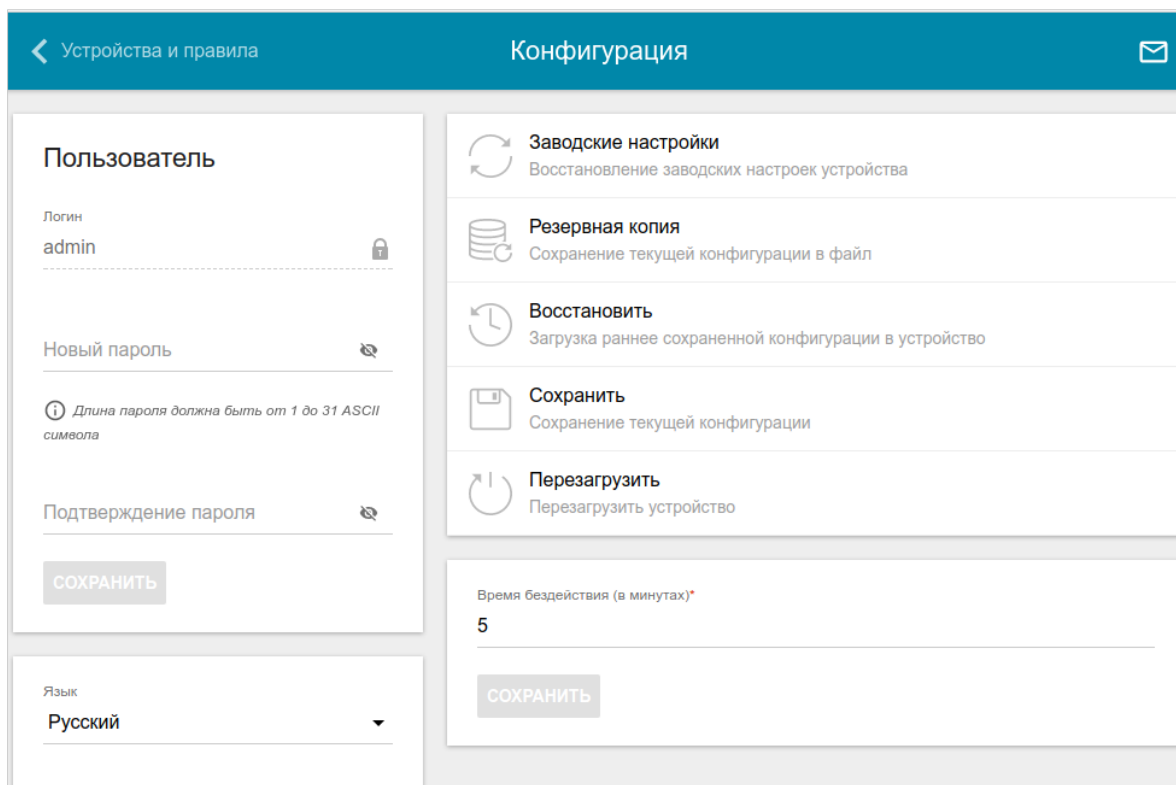 Устройства и правила
Конфигурация
Пользователь
Логин
admin
Новый пароль
Длина пароля должна быть от 1 до 31 ASCII
символа
Подтверждение пароля
СОХРАНИТЬ
Язык
Русский
Заводские настройки
Восстановление заводских настроек устройства
Резервная копия
Сохранение текущей конфигурации в файл
Восстановить
Загрузка раннее сохраненной конфигурации в устройство
Сохранить
Сохранение текущей конфигурации
Перезагрузить
Перезагрузить устройство
Время бездействия (в минутах)*
5
СОХРАНИТЬ